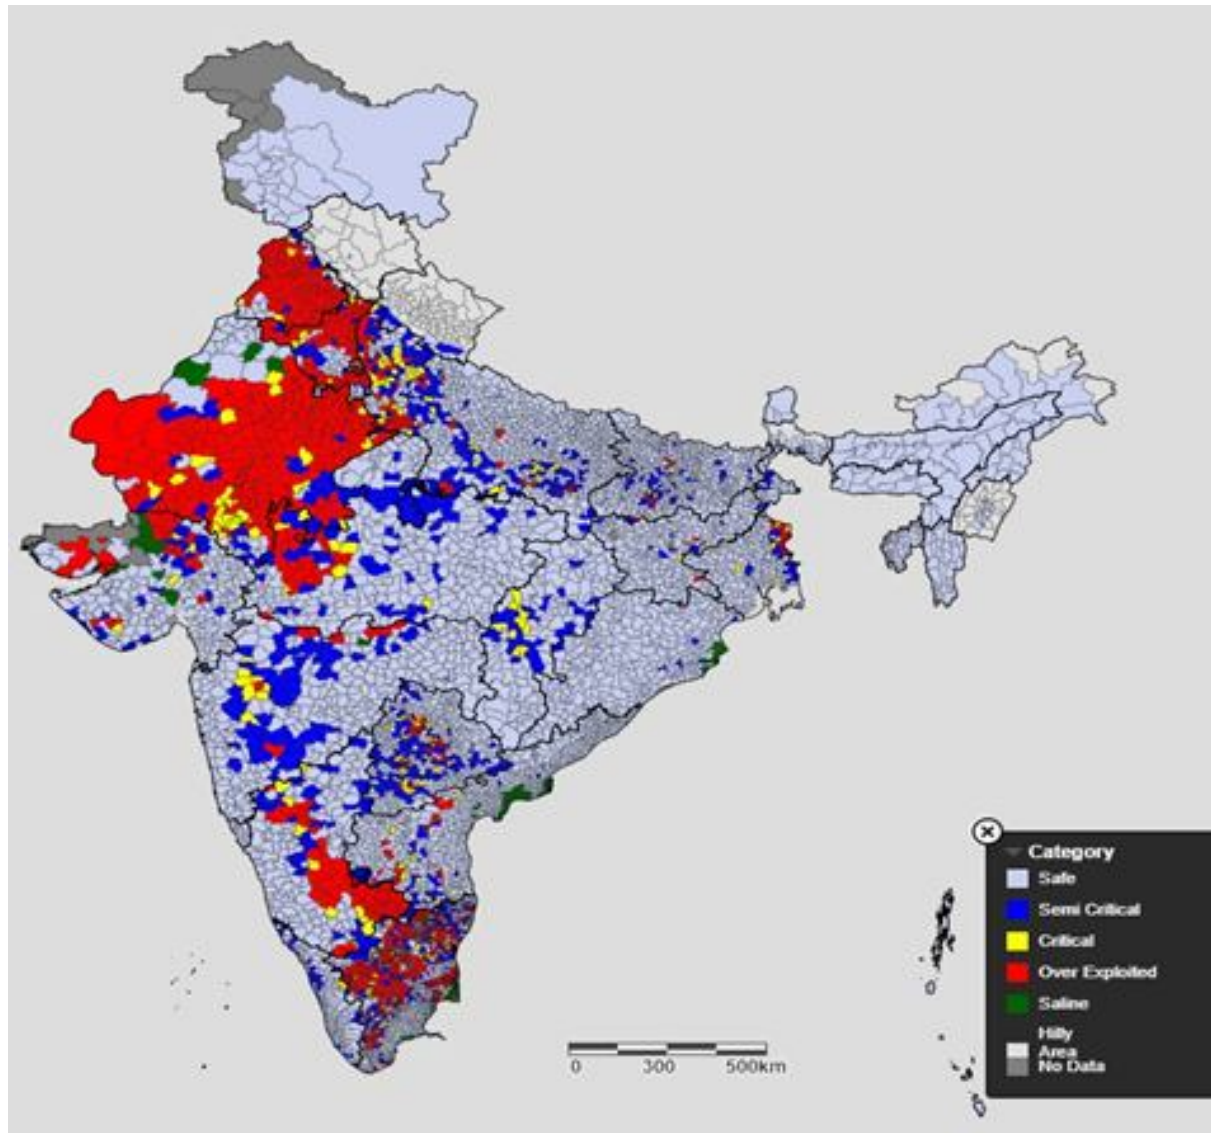 Category
Safe
Semi Critical
Critical
Over Exploited
Saline
Hilly
Area
No Data
0 300 500km